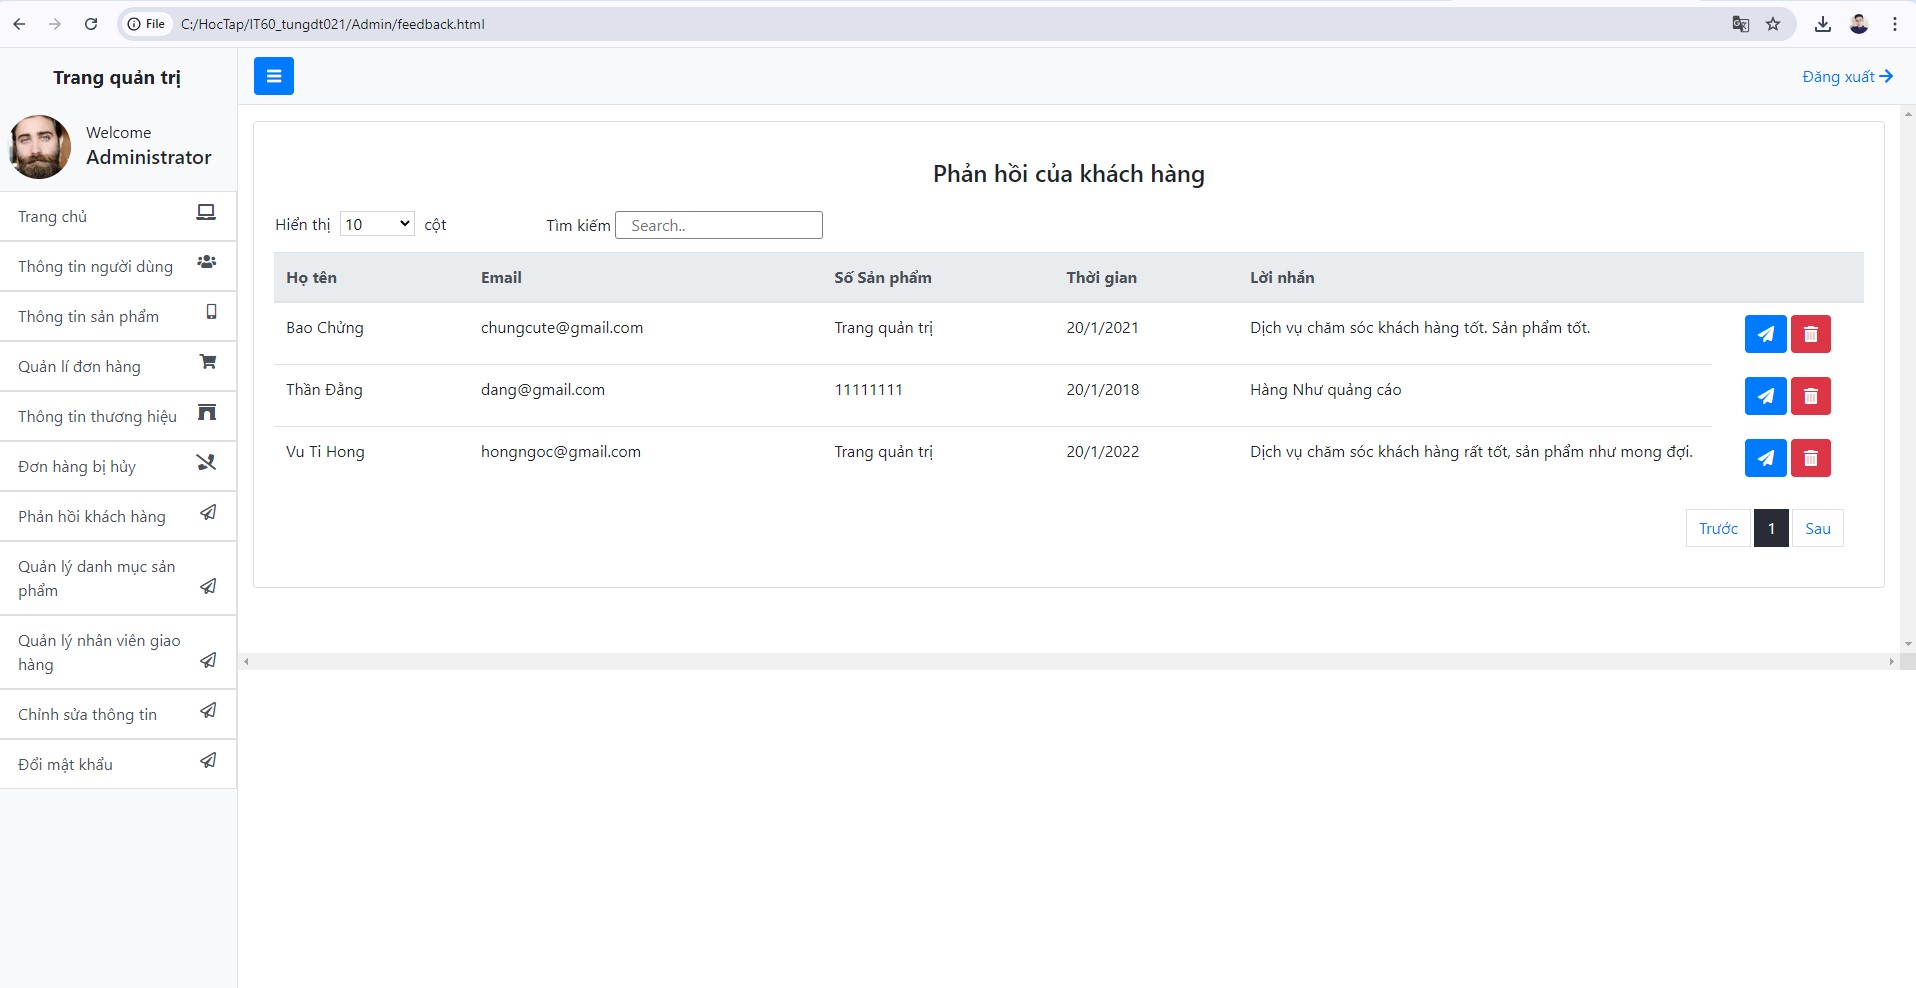 File C:/HocTap/IT60_tungdt021/Admin/feedback.html
Trang quản trị
Đăng xuất
Welcome
Administrator
Trang chủ
Thông tin người dùng
Thông tin sản phẩm
Quản lí đơn hàng
Thông tin thương hiệu
Đơn hàng bị hủy
Phản hồi khách hàng
Quản lý danh mục sản
phẩm
Quản lý nhân viên giao
hàng
Chỉnh sửa thông tin
Đổi mật khẩu
Phản hồi của khách hàng
Hiển thị 10 cột Tìm kiếm Search..
Họ tên Email Số Sản phẩm Thời gian Lời nhắn
Bao Chửng chungcute@gmail.com Trang quản trị 20/1/2021 Dịch vụ chăm sóc khách hàng tốt. Sản phẩm tốt.
Thần Đằng dang@gmail.com 11111111 20/1/2018 Hàng Như quảng cáo
Vu Ti Hong hongngoc@gmail.com Trang quản trị 20/1/2022 Dịch vụ chăm sóc khách hàng rất tốt, sản phẩm như mong đợi.
Trước 1 Sau